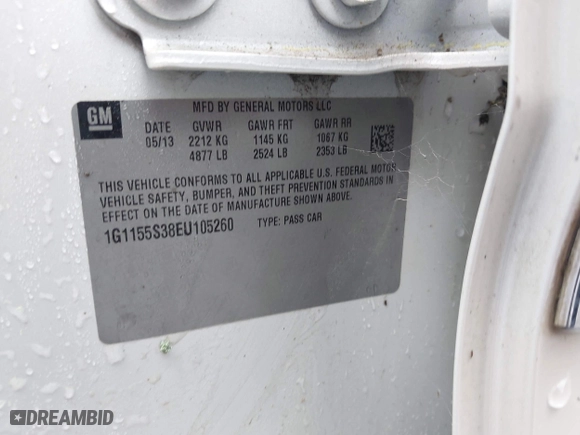 GM
MFD BY GENERAL MOTORS LLC
DATE GVWR GAWR FRT GAWR RR
05/13 2212 KG 1145 KG 1067 KG
4877 LB 2524 LB 2353 LB
THIS VEHICLE CONFORMS TO ALL APPLICABLE U.S. FEDERAL MOTOR
VEHICLE SAFETY, BUMPER, AND THEFT PREVENTION STANDARDS IN
EFFECT ON THE DATE OF MANUFACTURE SHOWN ABOVE.
1G1155S38EU105260 TYPE: PASS CAR
DREAMBID